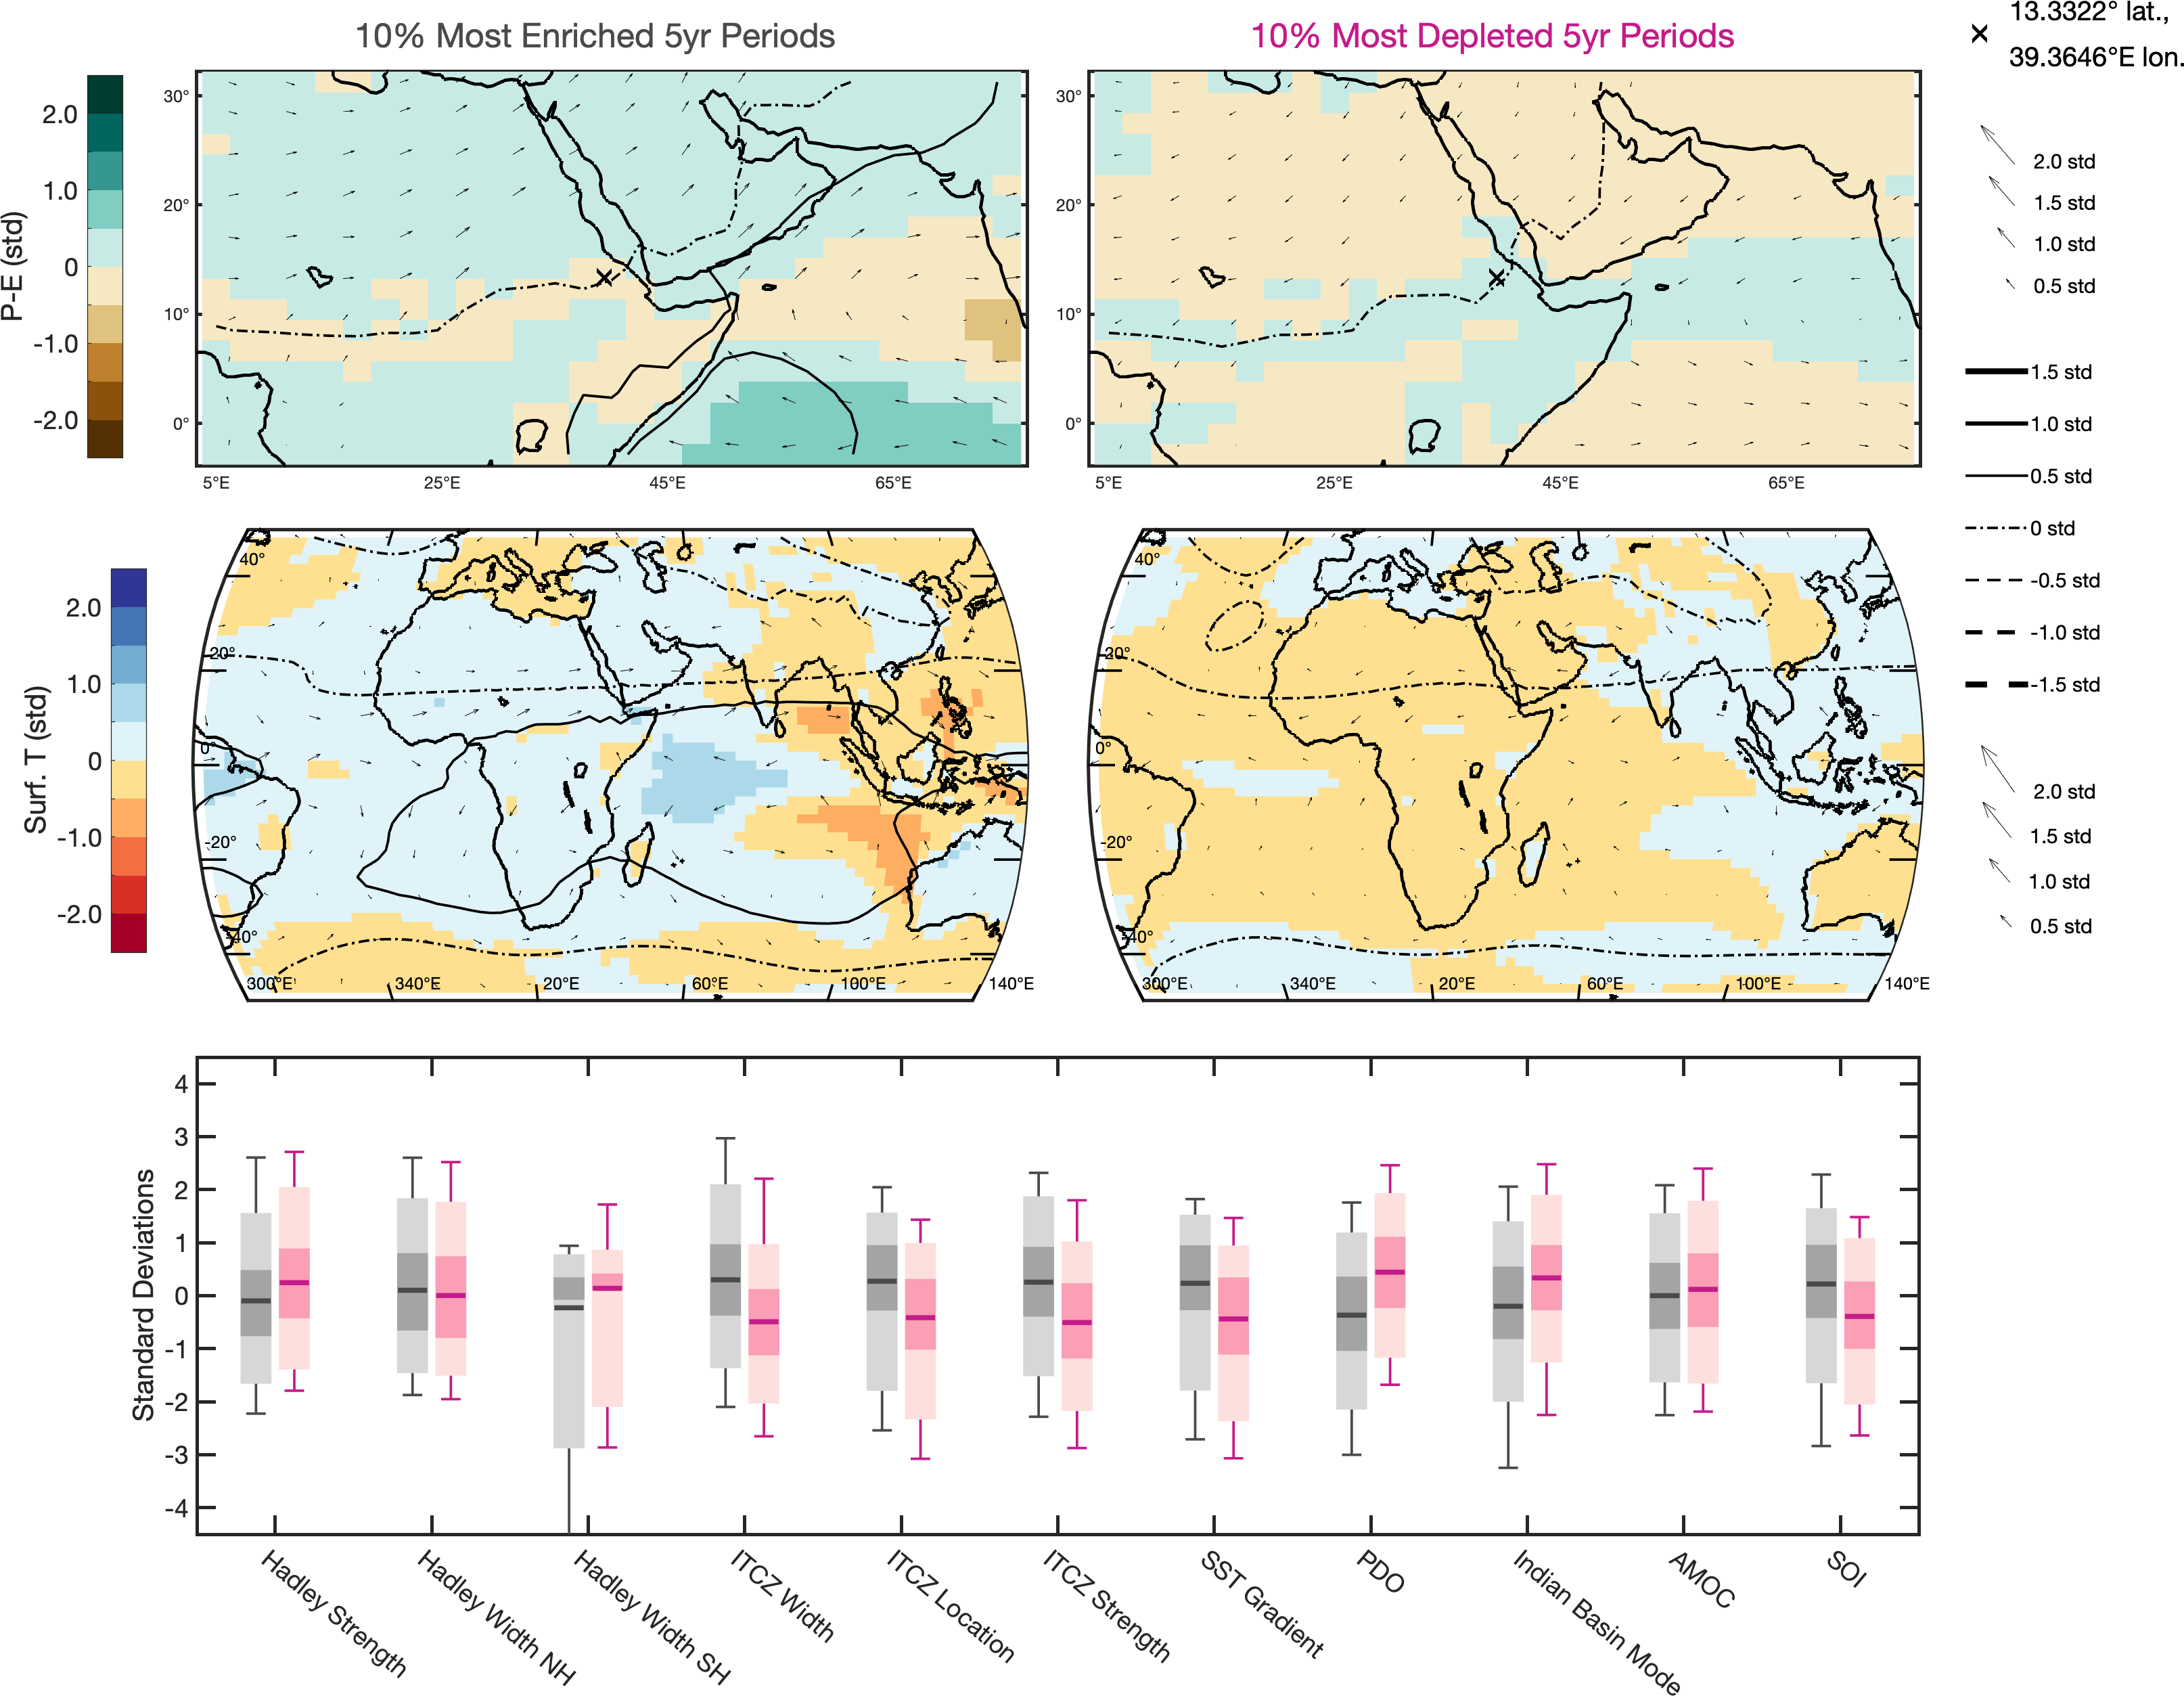 10% Most Enriched 5yr Periods
10% Most Depleted 5yr Periods
13.3322° lat.,
39.3646°E lon.
P-E (std)
2.0
1.0
0
-1.0
-2.0
30°
20°
10°
0°
5°E 25°E 45°E 65°E
30°
20°
10°
0°
5°E 25°E 45°E 65°E
2.0 std
1.5 std
1.0 std
0.5 std
1.5 std
1.0 std
0.5 std
0 std
-0.5 std
-1.0 std
-1.5 std
Surf. T (std)
2.0
1.0
0
-1.0
-2.0
40°
20°
0°
-20°
-40°
300°E 340°E 20°E 60°E 100°E 140°E
40°
20°
0°
-20°
-40°
300°E 340°E 20°E 60°E 100°E 140°E
2.0 std
1.5 std
1.0 std
0.5 std
Standard Deviations
4
3
2
1
0
-1
-2
-3
-4
Hadley Strength
Hadley Width NH
Hadley Width SH
ITCZ Width
ITCZ Location
ITCZ Strength
SST Gradient
PDO
Indian Basin Mode
AMOC
SOI